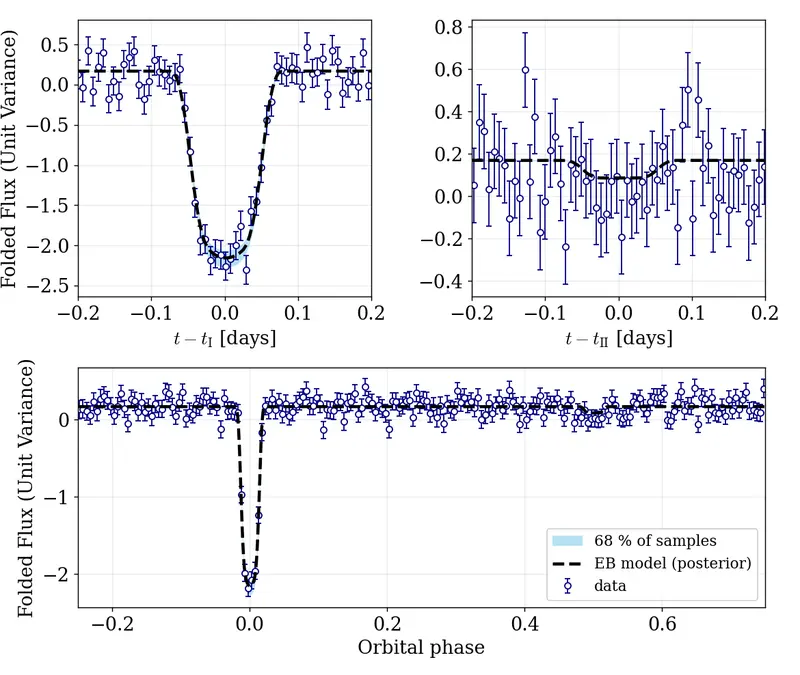 Folded Flux (Unit Variance)
0.5
0.0
−0.5
−1.0
−1.5
−2.0
−2.5
−0.2 −0.1 0.0 0.1 0.2
t − tI [days]
0.8
0.6
0.4
0.2
0.0
−0.2
−0.4
−0.2 −0.1 0.0 0.1 0.2
t − tII [days]
Folded Flux (Unit Variance)
0
−1
−2
68 % of samples
EB model (posterior)
data
−0.2 0.0 0.2 0.4 0.6
Orbital phase